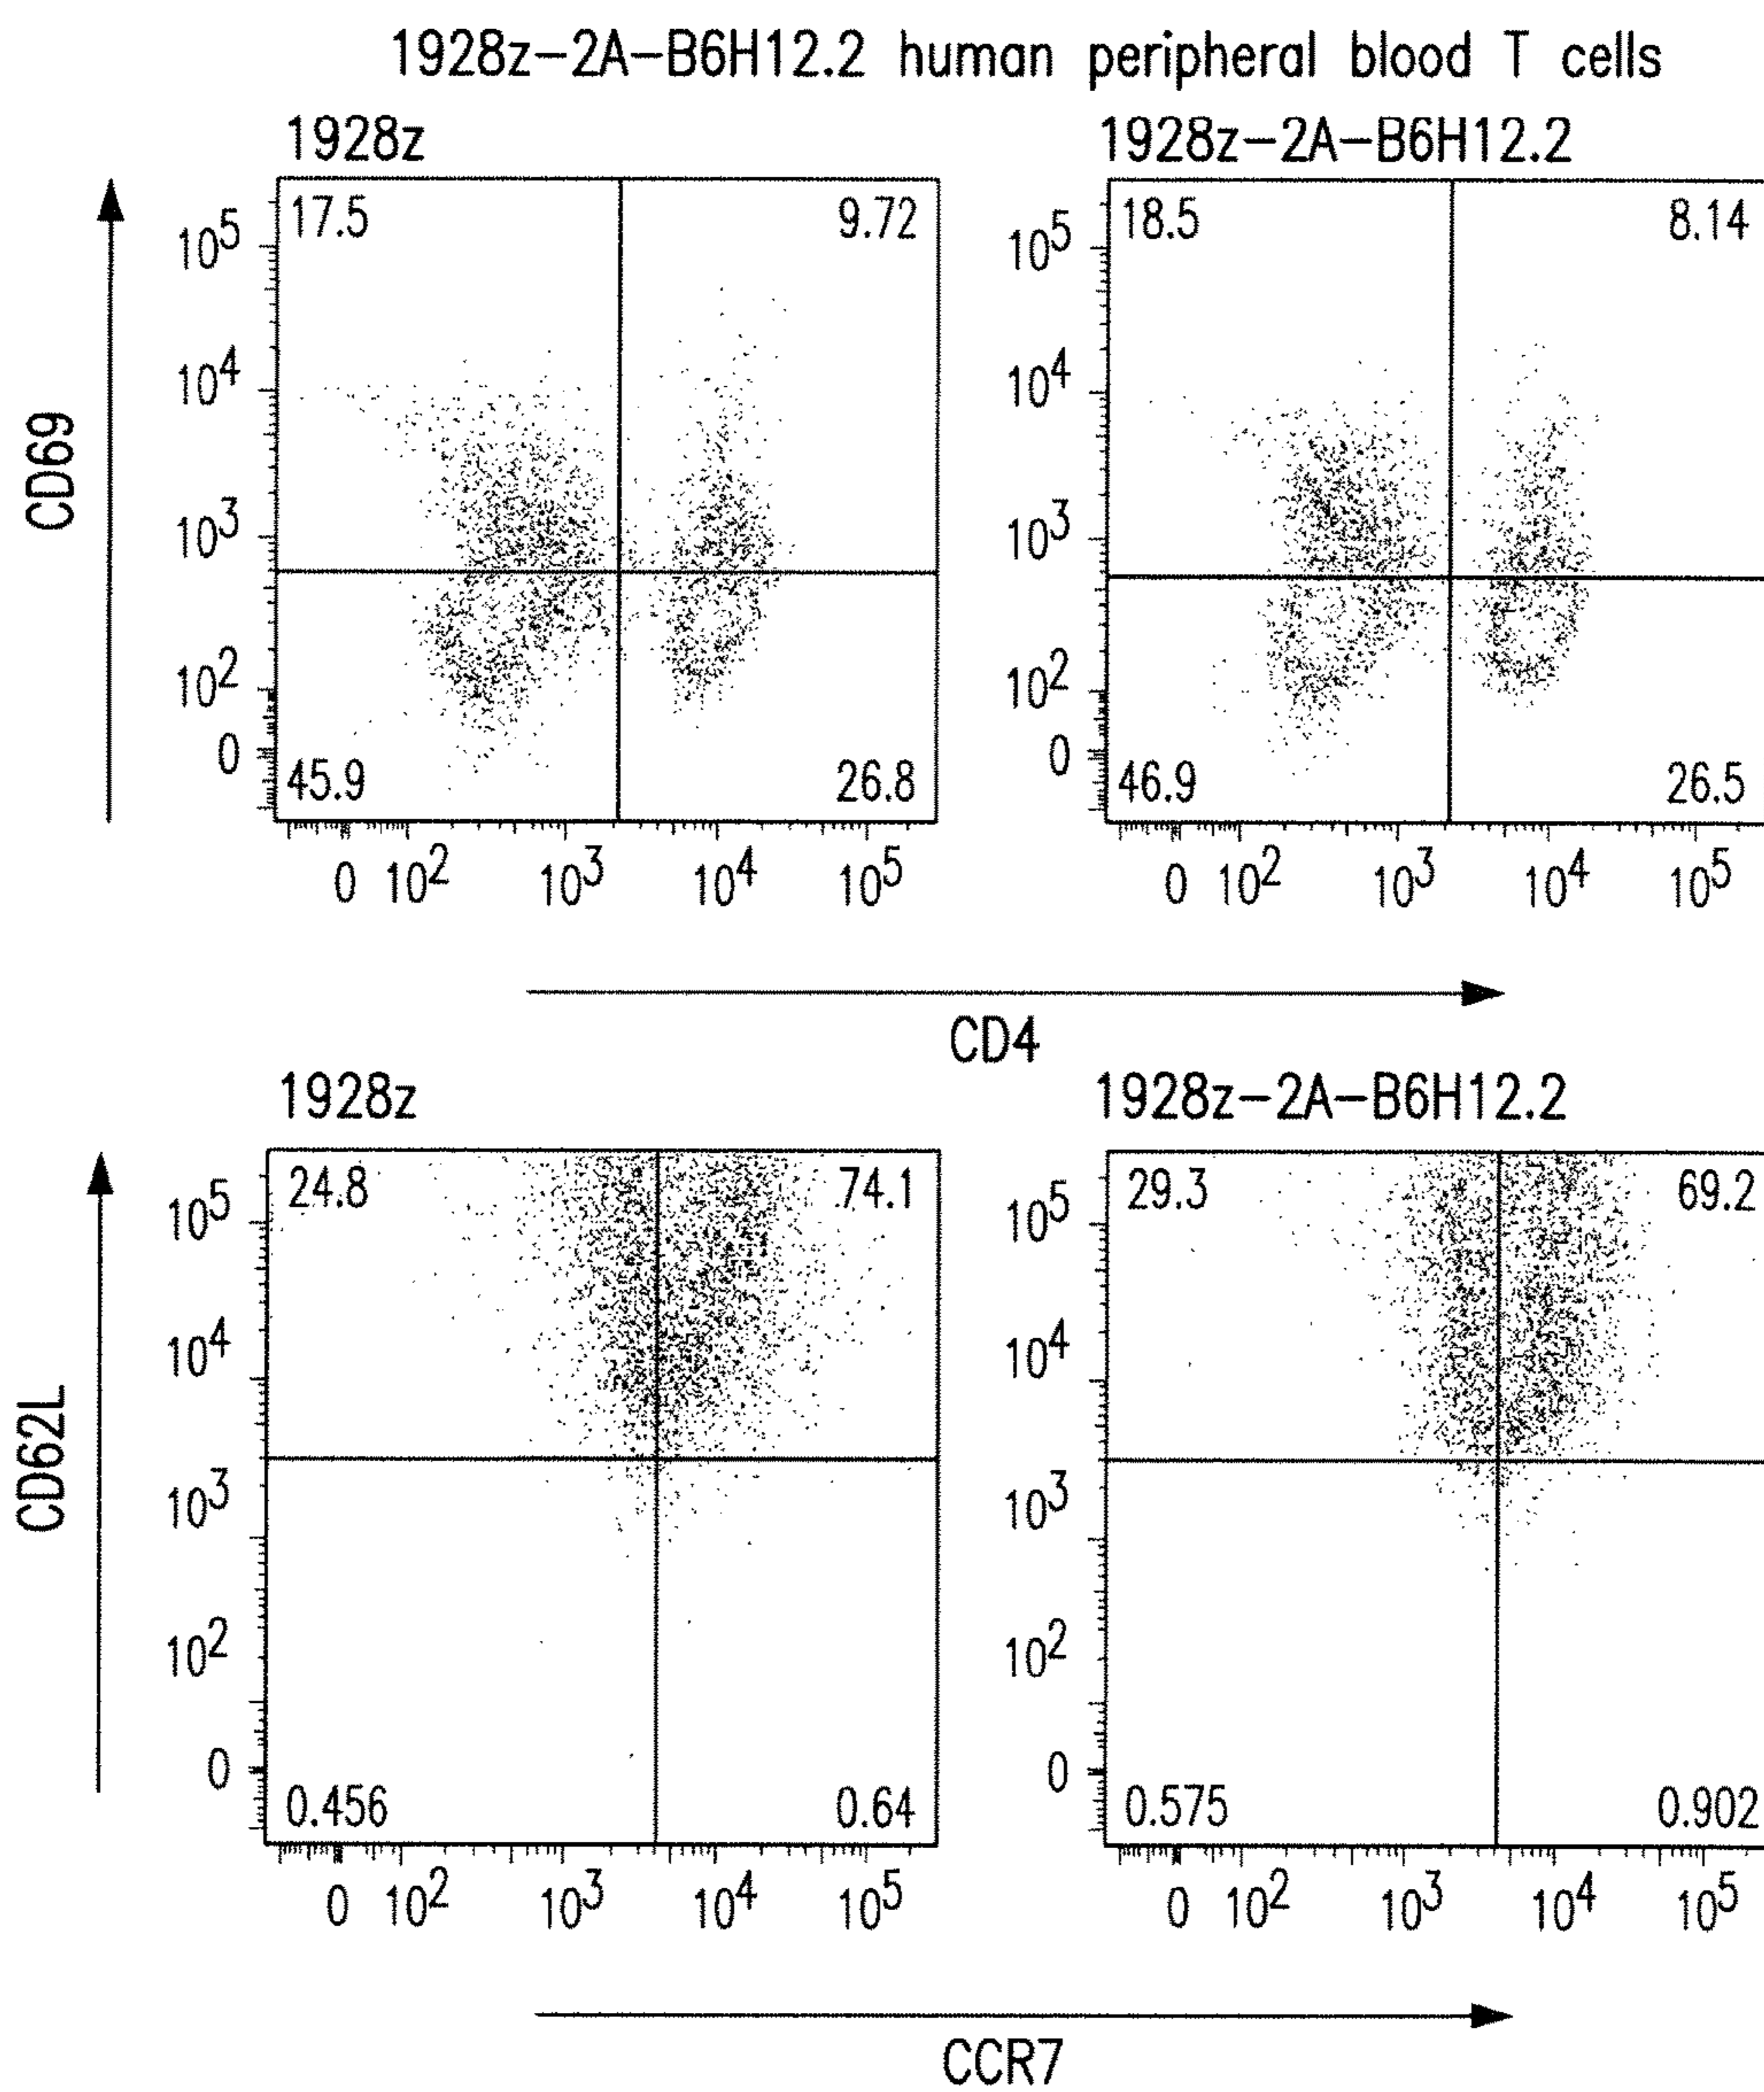 1928z-2A-B6H12.2 human peripheral blood T cells
1928z
1928z-2A-B6H12.2
CD69
17.5 9.72
10^5
10^4
10^3
10^2
0
45.9 26.8
0 10^2 10^3 10^4 10^5
18.5 8.14
10^5
10^4
10^3
10^2
0
46.9 26.5
0 10^2 10^3 10^4 10^5
CD4
1928z
1928z-2A-B6H12.2
CD62L
24.8 74.1
10^5
10^4
10^3
10^2
0
0.456 0.64
0 10^2 10^3 10^4 10^5
29.3 69.2
10^5
10^4
10^3
10^2
0
0.575 0.902
0 10^2 10^3 10^4 10^5
CCR7